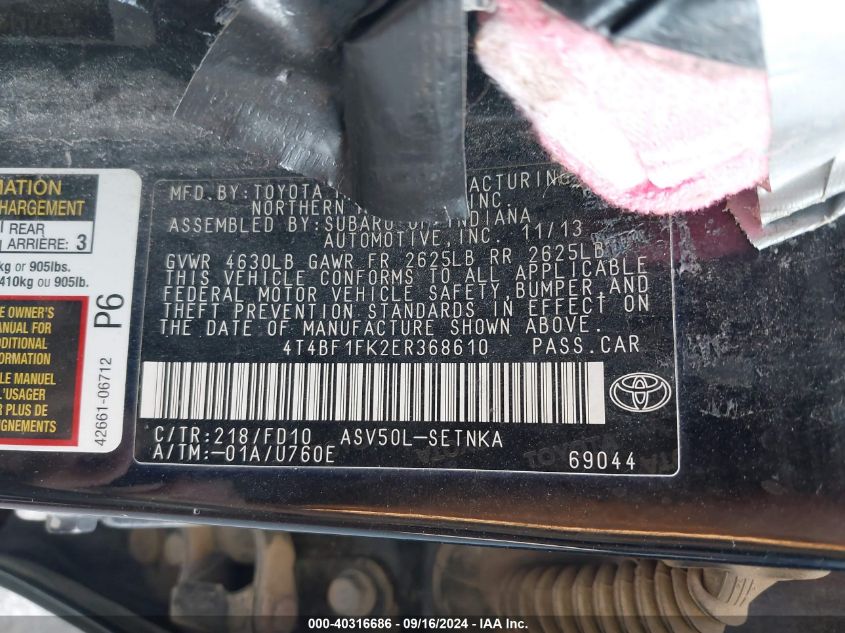 MATION
HARGEMENT
REAR
ARRIÈRE: 3
kg or 905lbs.
410kg ou 905lb.
E OWNER'S
MANUAL FOR
DDITIONAL
FORMATION
LE MANUEL
L'USAGER
R PLUS DE
IGNEMENTS
P6
42661-06712
MFD. BY: TOYOTA ACTURING
NORTHERN INC.
ASSEMBLED BY: SUBARU OF INDIANA
AUTOMOTIVE, INC. 11/13
GVWR 4630LB GAWR FR 2625LB RR 2625LB
THIS VEHICLE CONFORMS TO ALL APPLICABLE
FEDERAL MOTOR VEHICLE SAFETY, BUMPER, AND
THEFT PREVENTION STANDARDS IN EFFECT ON
THE DATE OF MANUFACTURE SHOWN ABOVE.
4T4BF1FK2ER368610 PASS.CAR
C/TR:218/FD10 ASV50L-SETNKA
A/TM:-01A/U760E
69044
000-40316686 - 09/16/2024 - IAA Inc.